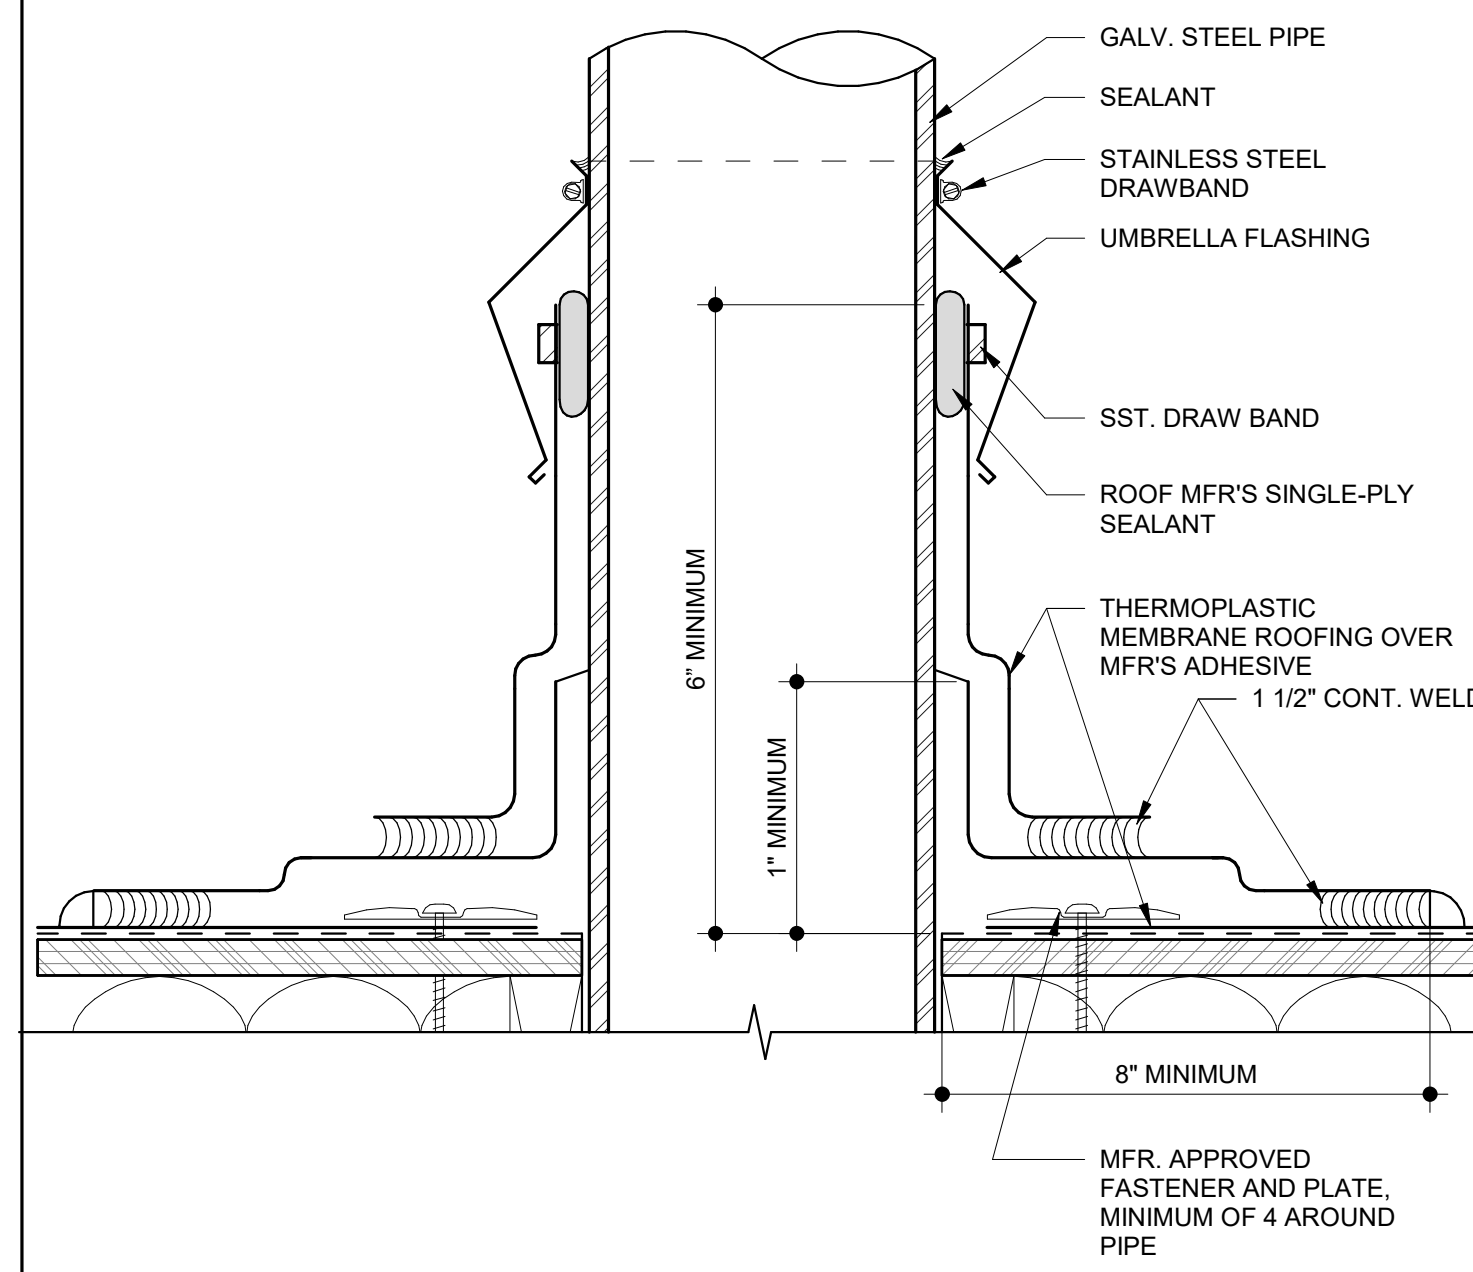 GALV. STEEL PIPE
SEALANT
STAINLESS STEEL
DRAWBAND
UMBRELLA FLASHING
SST. DRAW BAND
ROOF MFR'S SINGLE-PLY
SEALANT
6” MINIMUM
THERMOPLASTIC
MEMBRANE ROOFING OVER
MFR'S ADHESIVE
1 1/2" CONT. WELD
1" MINIMUM
8" MINIMUM
MFR. APPROVED
FASTENER AND PLATE,
MINIMUM OF 4 AROUND
PIPE